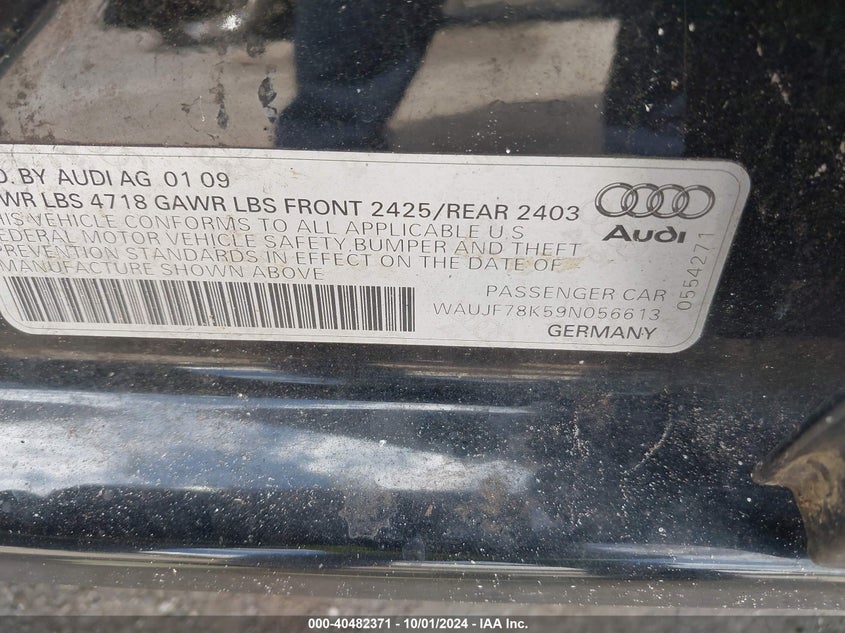 D. BY AUDI AG 01 09
WR LBS 4718 GAWR LBS FRONT 2425/REAR 2403
THIS VEHICLE CONFORMS TO ALL APPLICABLE U.S
FEDERAL MOTOR VEHICLE SAFETY, BUMPER AND THEFT
PREVENTION STANDARDS IN EFFECT ON THE DATE OF
MANUFACTURE SHOWN ABOVE
Audi
0554271
PASSENGER CAR
WAUJF78K59N056613
GERMANY
000-40482371 - 10/01/2024 - IAA Inc.